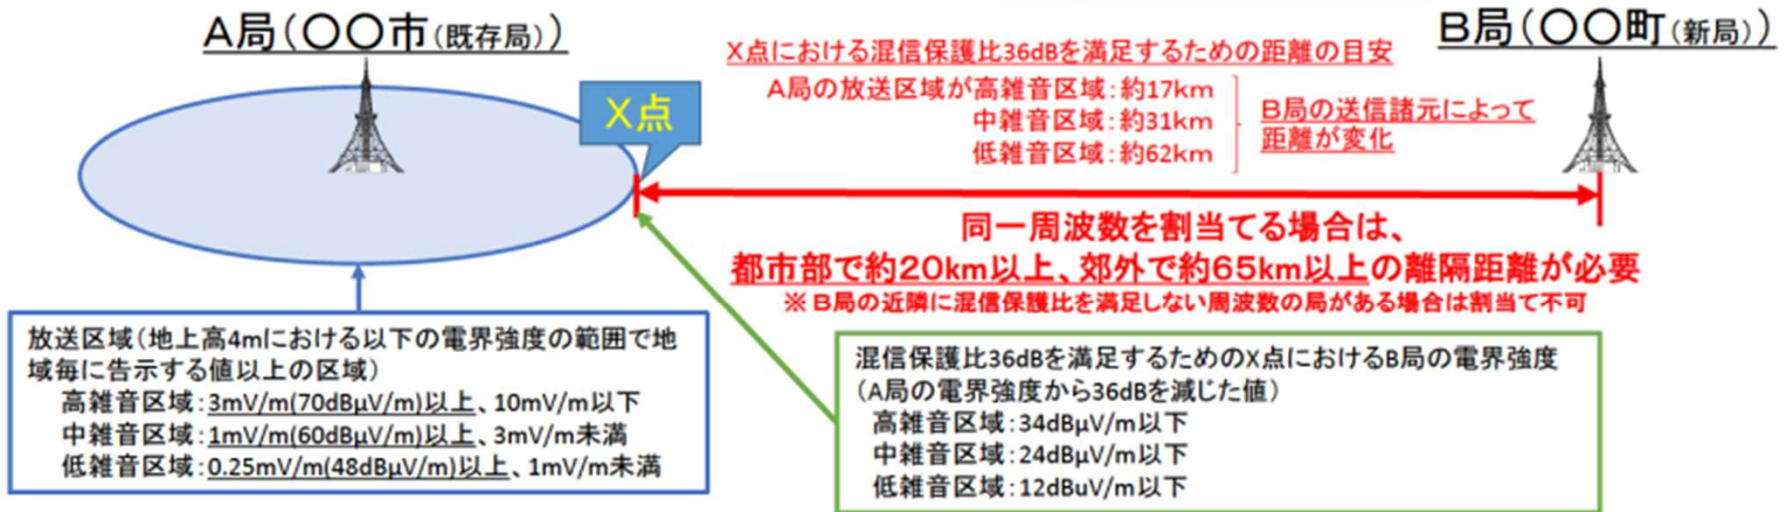 A局(〇〇市(既存局))
B局(〇〇町(新局))
X点
X点における混信保護比36dBを満足するための距離の目安
A局の放送区域が高雑音区域:約17km
中雑音区域:約31km
低雑音区域:約62km
B局の送信諸元によって
距離が変化
同一周波数を割当てる場合は、
都市部で約20km以上、郊外で約65km以上の離隔距離が必要
※B局の近隣に混信保護比を満足しない周波数の局がある場合は割当て不可
放送区域(地上高4mにおける以下の電界強度の範囲で地
域毎に告示する値以上の区域)
高雑音区域:3mV/m(70dBμV/m)以上、10mV/m以下
中雑音区域:1mV/m(60dBμV/m)以上、3mV/m未満
低雑音区域:0.25mV/m(48dBμV/m)以上、1mV/m未満
混信保護比36dBを満足するためのX点におけるB局の電界強度
(A局の電界強度から36dBを減じた値)
高雑音区域:34dBμV/m以下
中雑音区域:24dBμV/m以下
低雑音区域:12dBuV/m以下